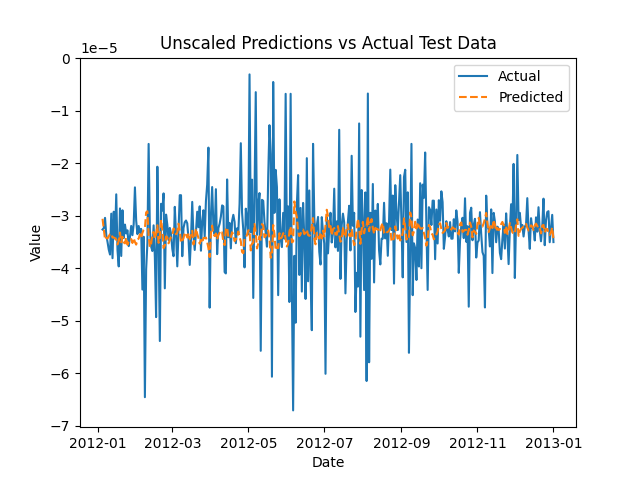 Unscaled Predictions vs Actual Test Data
1e−5
Actual
Predicted
0
−1
−2
−3
−4
−5
−6
−7
Value
2012-01 2012-03 2012-05 2012-07 2012-09 2012-11 2013-01
Date